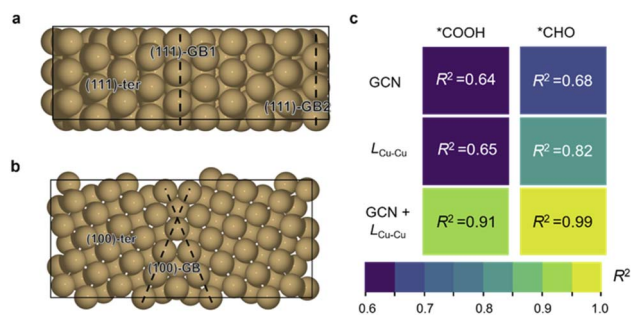 a
(111)-GB1
(111)-ter
(111)-GB2
b
(100)-ter
(100)-GB
c
*COOH *CHO
GCN R² =0.64 R² =0.68
L Cu-Cu R² =0.65 R² =0.82
GCN +
L Cu-Cu R² =0.91 R² =0.99
R²
0.6 0.7 0.8 0.9 1.0